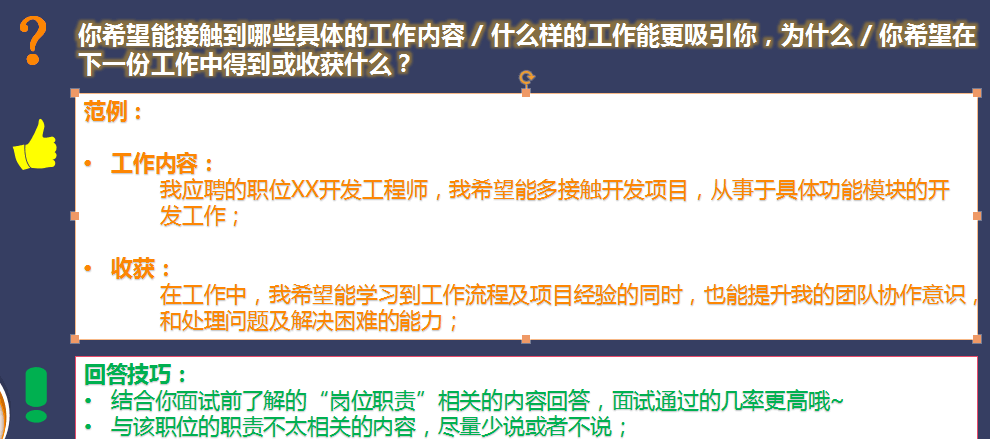 你希望能接触到哪些具体的工作内容 / 什么样的工作能更吸引你，为什么 / 你希望在
下一份工作中得到或收获什么？
范例：
• 工作内容：
我应聘的职位XX开发工程师，我希望能多接触开发项目，从事于具体功能模块的开
发工作；
• 收获：
在工作中，我希望能学习到工作流程及项目经验的同时，也能提升我的团队协作意识，
和处理问题及解决困难的能力；
回答技巧：
• 结合你面试前了解的“岗位职责”相关的内容回答，面试通过的几率更高哦~
• 与该职位的职责不太相关的内容，尽量少说或者不说；